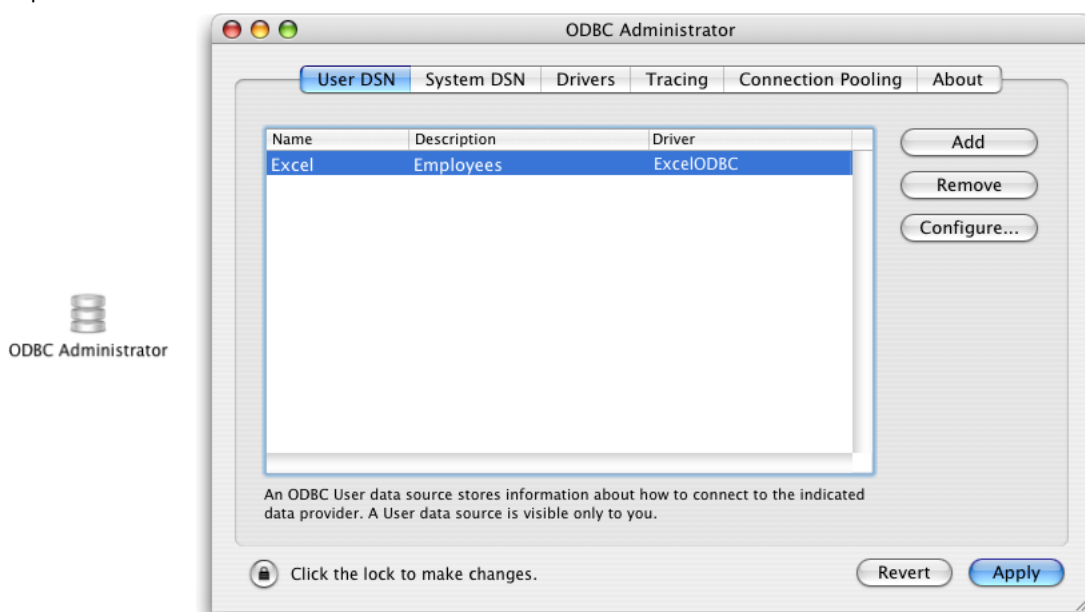 ODBC Administrator
User DSN System DSN Drivers Tracing Connection Pooling About
Name Description Driver
Excel Employees ExcelODBC
Add
Remove
Configure...
ODBC Administrator
An ODBC User data source stores information about how to connect to the indicated
data provider. A User data source is visible only to you.
Click the lock to make changes.
Revert Apply